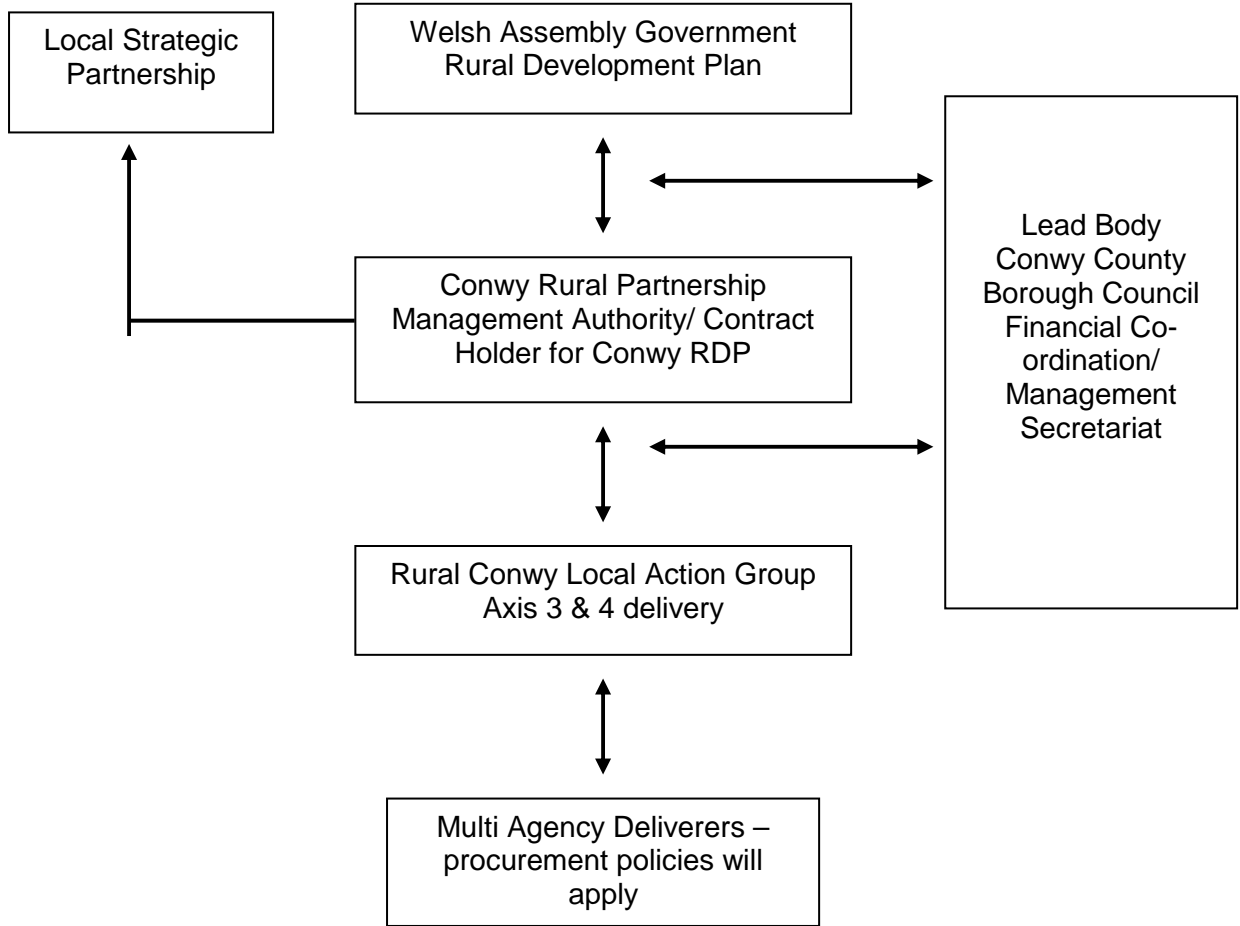 Local Strategic
Partnership
Welsh Assembly Government
Rural Development Plan
Lead Body
Conwy County
Borough Council
Financial Co-
ordination/
Management
Secretariat
Conwy Rural Partnership
Management Authority/ Contract
Holder for Conwy RDP
Rural Conwy Local Action Group
Axis 3 & 4 delivery
Multi Agency Deliverers –
procurement policies will
apply